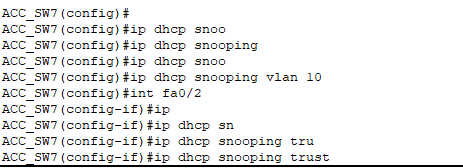 ACC_SW7(config)#
ACC_SW7(config)#ip dhcp snoo
ACC_SW7(config)#ip dhcp snooping
ACC_SW7(config)#ip dhcp snoo
ACC_SW7(config)#ip dhcp snooping vlan 10
ACC_SW7(config)#int fa0/2
ACC_SW7(config-if)#ip
ACC_SW7(config-if)#ip dhcp sn
ACC_SW7(config-if)#ip dhcp snooping tru
ACC_SW7(config-if)#ip dhcp snooping trust